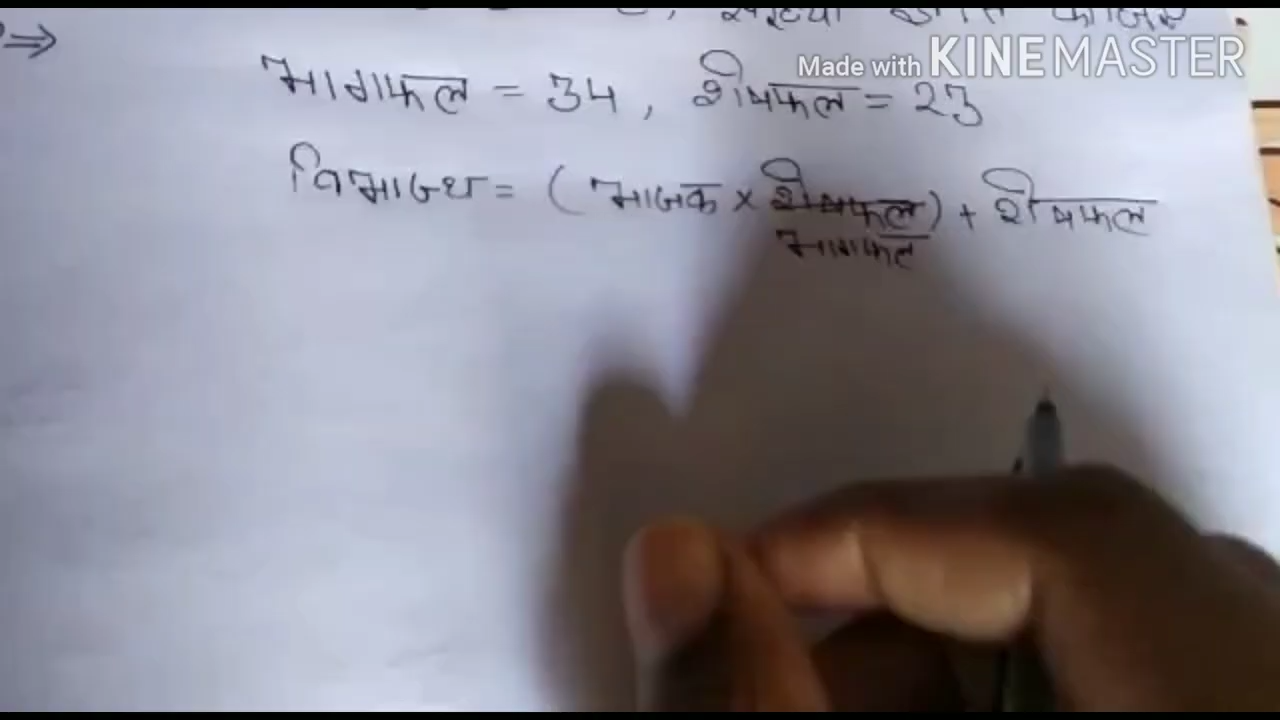 संख्या ज्ञात कीजिए
⇒
Made with KINEMASTER
भागफल = 34, शेषफल = 23
विभाज्य = (भाजक × शेषफल) + शेषफल
भागफल